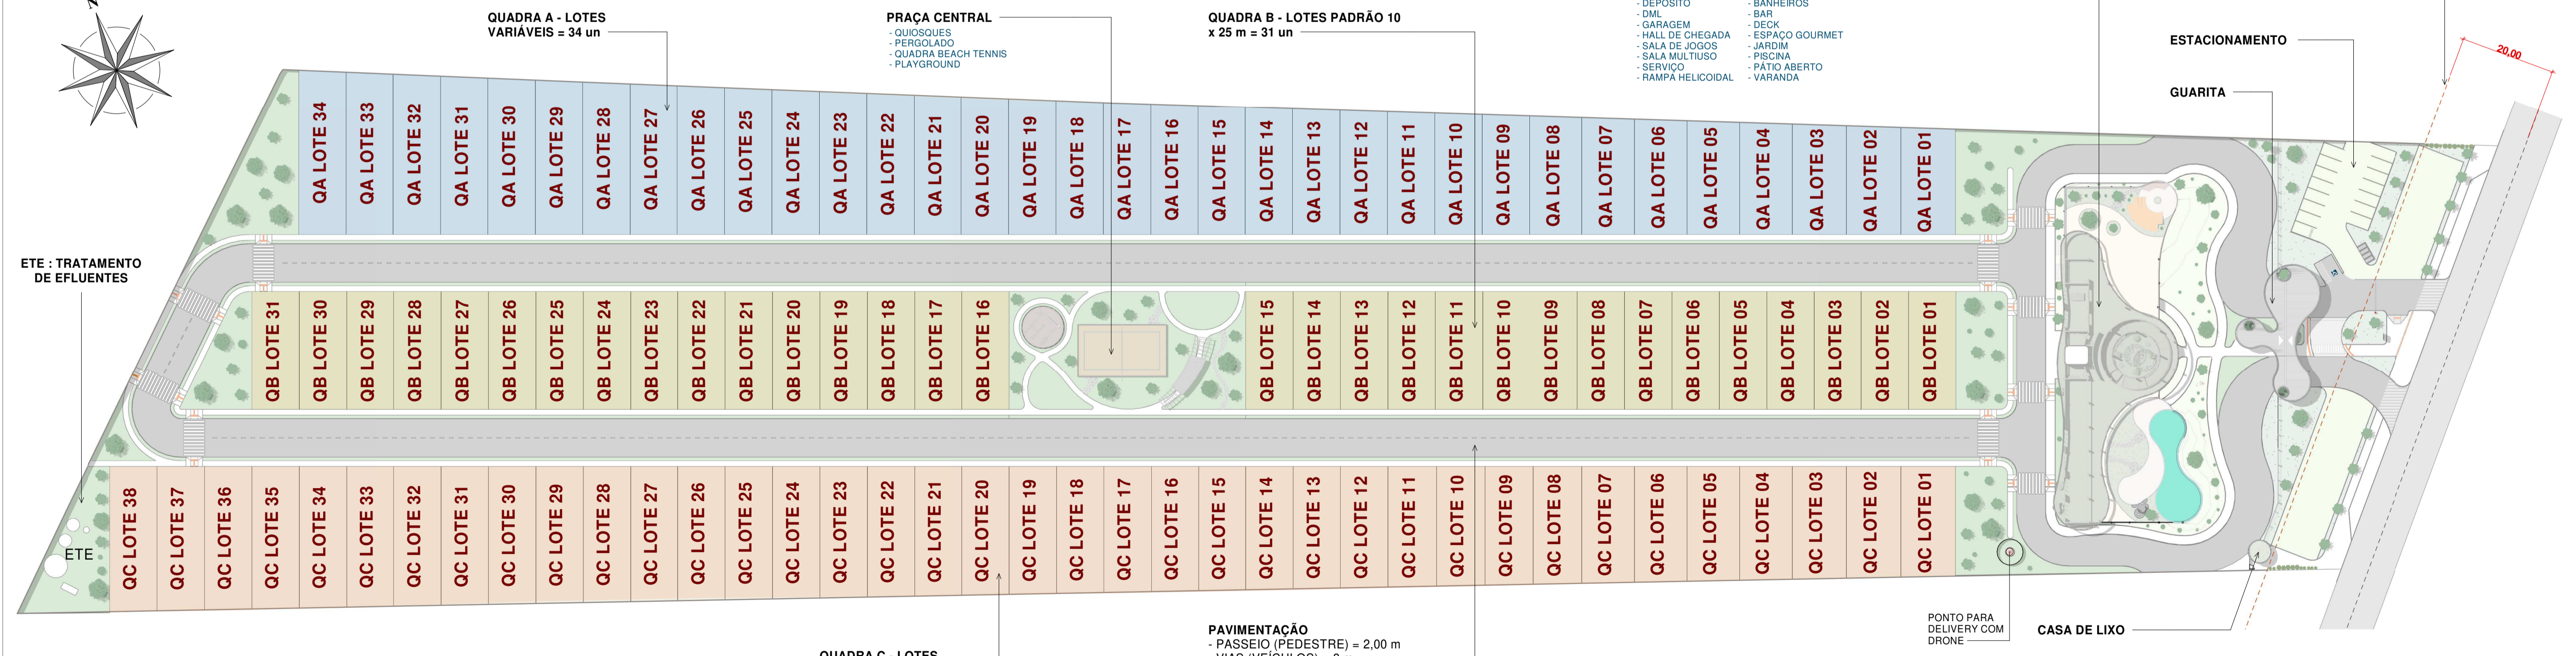 N
QUADRA A - LOTES
VARIÁVEIS = 34 un
PRAÇA CENTRAL
- QUIOSQUES
- PERGOLADO
- QUADRA BEACH TENNIS
- PLAYGROUND
QUADRA B - LOTES PADRÃO 10
x 25 m = 31 un
- DEPÓSITO
- DML
- GARAGEM
- HALL DE CHEGADA
- SALA DE JOGOS
- SALA MULTIUSO
- SERVIÇO
- RAMPA HELICOIDAL
- BANHEIROS
- BAR
- DECK
- ESPAÇO GOURMET
- JARDIM
- PISCINA
- PÁTIO ABERTO
- VARANDA
ESTACIONAMENTO
GUARITA
20,00
QA LOTE 34
QA LOTE 33
QA LOTE 32
QA LOTE 31
QA LOTE 30
QA LOTE 29
QA LOTE 28
QA LOTE 27
QA LOTE 26
QA LOTE 25
QA LOTE 24
QA LOTE 23
QA LOTE 22
QA LOTE 21
QA LOTE 20
QA LOTE 19
QA LOTE 18
QA LOTE 17
QA LOTE 16
QA LOTE 15
QA LOTE 14
QA LOTE 13
QA LOTE 12
QA LOTE 11
QA LOTE 10
QA LOTE 09
QA LOTE 08
QA LOTE 07
QA LOTE 06
QA LOTE 05
QA LOTE 04
QA LOTE 03
QA LOTE 02
QA LOTE 01
ETE : TRATAMENTO
DE EFLUENTES
QB LOTE 31
QB LOTE 30
QB LOTE 29
QB LOTE 28
QB LOTE 27
QB LOTE 26
QB LOTE 25
QB LOTE 24
QB LOTE 23
QB LOTE 22
QB LOTE 21
QB LOTE 20
QB LOTE 19
QB LOTE 18
QB LOTE 17
QB LOTE 16
QB LOTE 15
QB LOTE 14
QB LOTE 13
QB LOTE 12
QB LOTE 11
QB LOTE 10
QB LOTE 09
QB LOTE 08
QB LOTE 07
QB LOTE 06
QB LOTE 05
QB LOTE 04
QB LOTE 03
QB LOTE 02
QB LOTE 01
ETE
QC LOTE 38
QC LOTE 37
QC LOTE 36
QC LOTE 35
QC LOTE 34
QC LOTE 33
QC LOTE 32
QC LOTE 31
QC LOTE 30
QC LOTE 29
QC LOTE 28
QC LOTE 27
QC LOTE 26
QC LOTE 25
QC LOTE 24
QC LOTE 23
QC LOTE 22
QC LOTE 21
QC LOTE 20
QC LOTE 19
QC LOTE 18
QC LOTE 17
QC LOTE 16
QC LOTE 15
QC LOTE 14
QC LOTE 13
QC LOTE 12
QC LOTE 11
QC LOTE 10
QC LOTE 09
QC LOTE 08
QC LOTE 07
QC LOTE 06
QC LOTE 05
QC LOTE 04
QC LOTE 03
QC LOTE 02
QC LOTE 01
QUADRA C - LOTES
PAVIMENTAÇÃO
- PASSEIO (PEDESTRE) = 2,00 m
- VIAS (VEÍCULOS) =
PONTO PARA
DELIVERY COM
DRONE
CASA DE LIXO